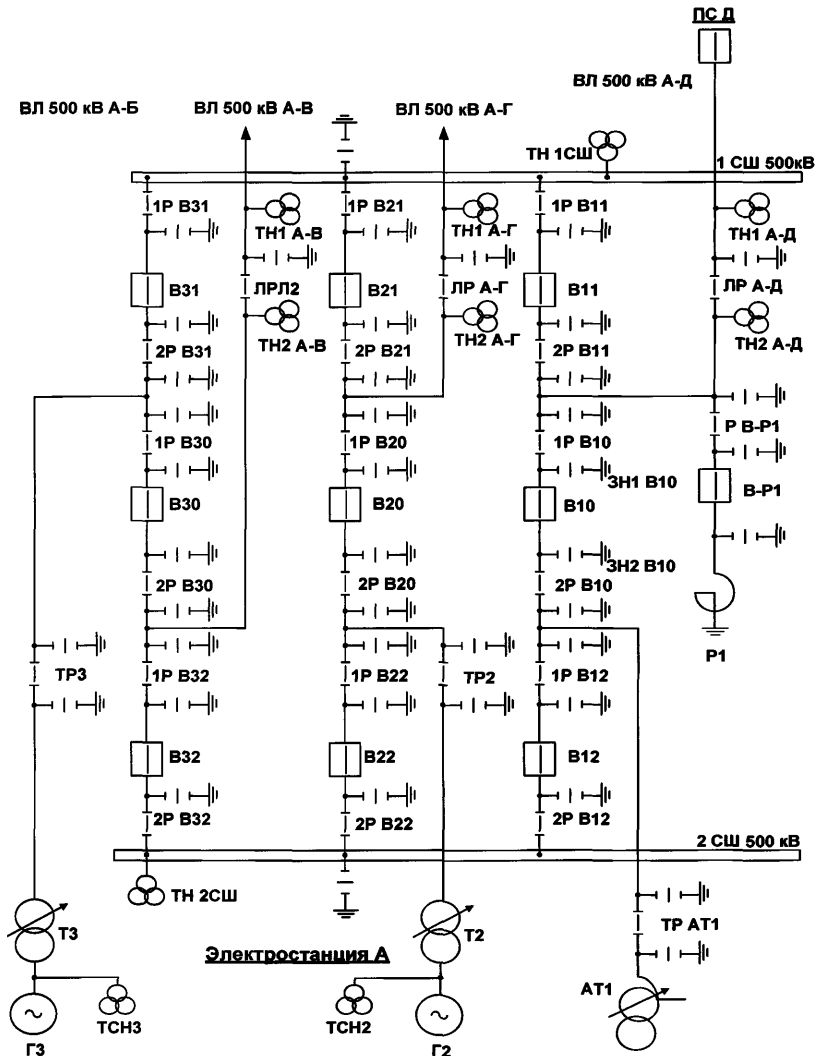 ПС Д
ВЛ 500 кВ А-Д
ВЛ 500 кВ А-Б
ВЛ 500 кВ А-В
ВЛ 500 кВ А-Г
ТН 1СШ
1 СШ 500кВ
1Р В31
1Р В21
1Р В11
ТН1 А-В
ТН1 А-Г
ТН1 А-Д
В31
ЛРЛ2
В21
ЛР А-Г
В11
ЛР А-Д
ТН2 А-В
ТН2 А-Г
ТН2 А-Д
2Р В31
2Р В21
2Р В11
1Р В30
1Р В20
1Р В10
Р В-Р1
ЗН1 В10
В-Р1
В30
В20
В10
ЗН2 В10
2Р В30
2Р В20
2Р В10
Р1
ТР3
1Р В32
1Р В22
ТР2
1Р В12
В32
В22
В12
2Р В32
2Р В22
2Р В12
2 СШ 500 кВ
ТН 2СШ
ТР АТ1
Т3
Т2
Электростанция А
АТ1
~
~
ТСН3
ТСН2
Г3
Г2